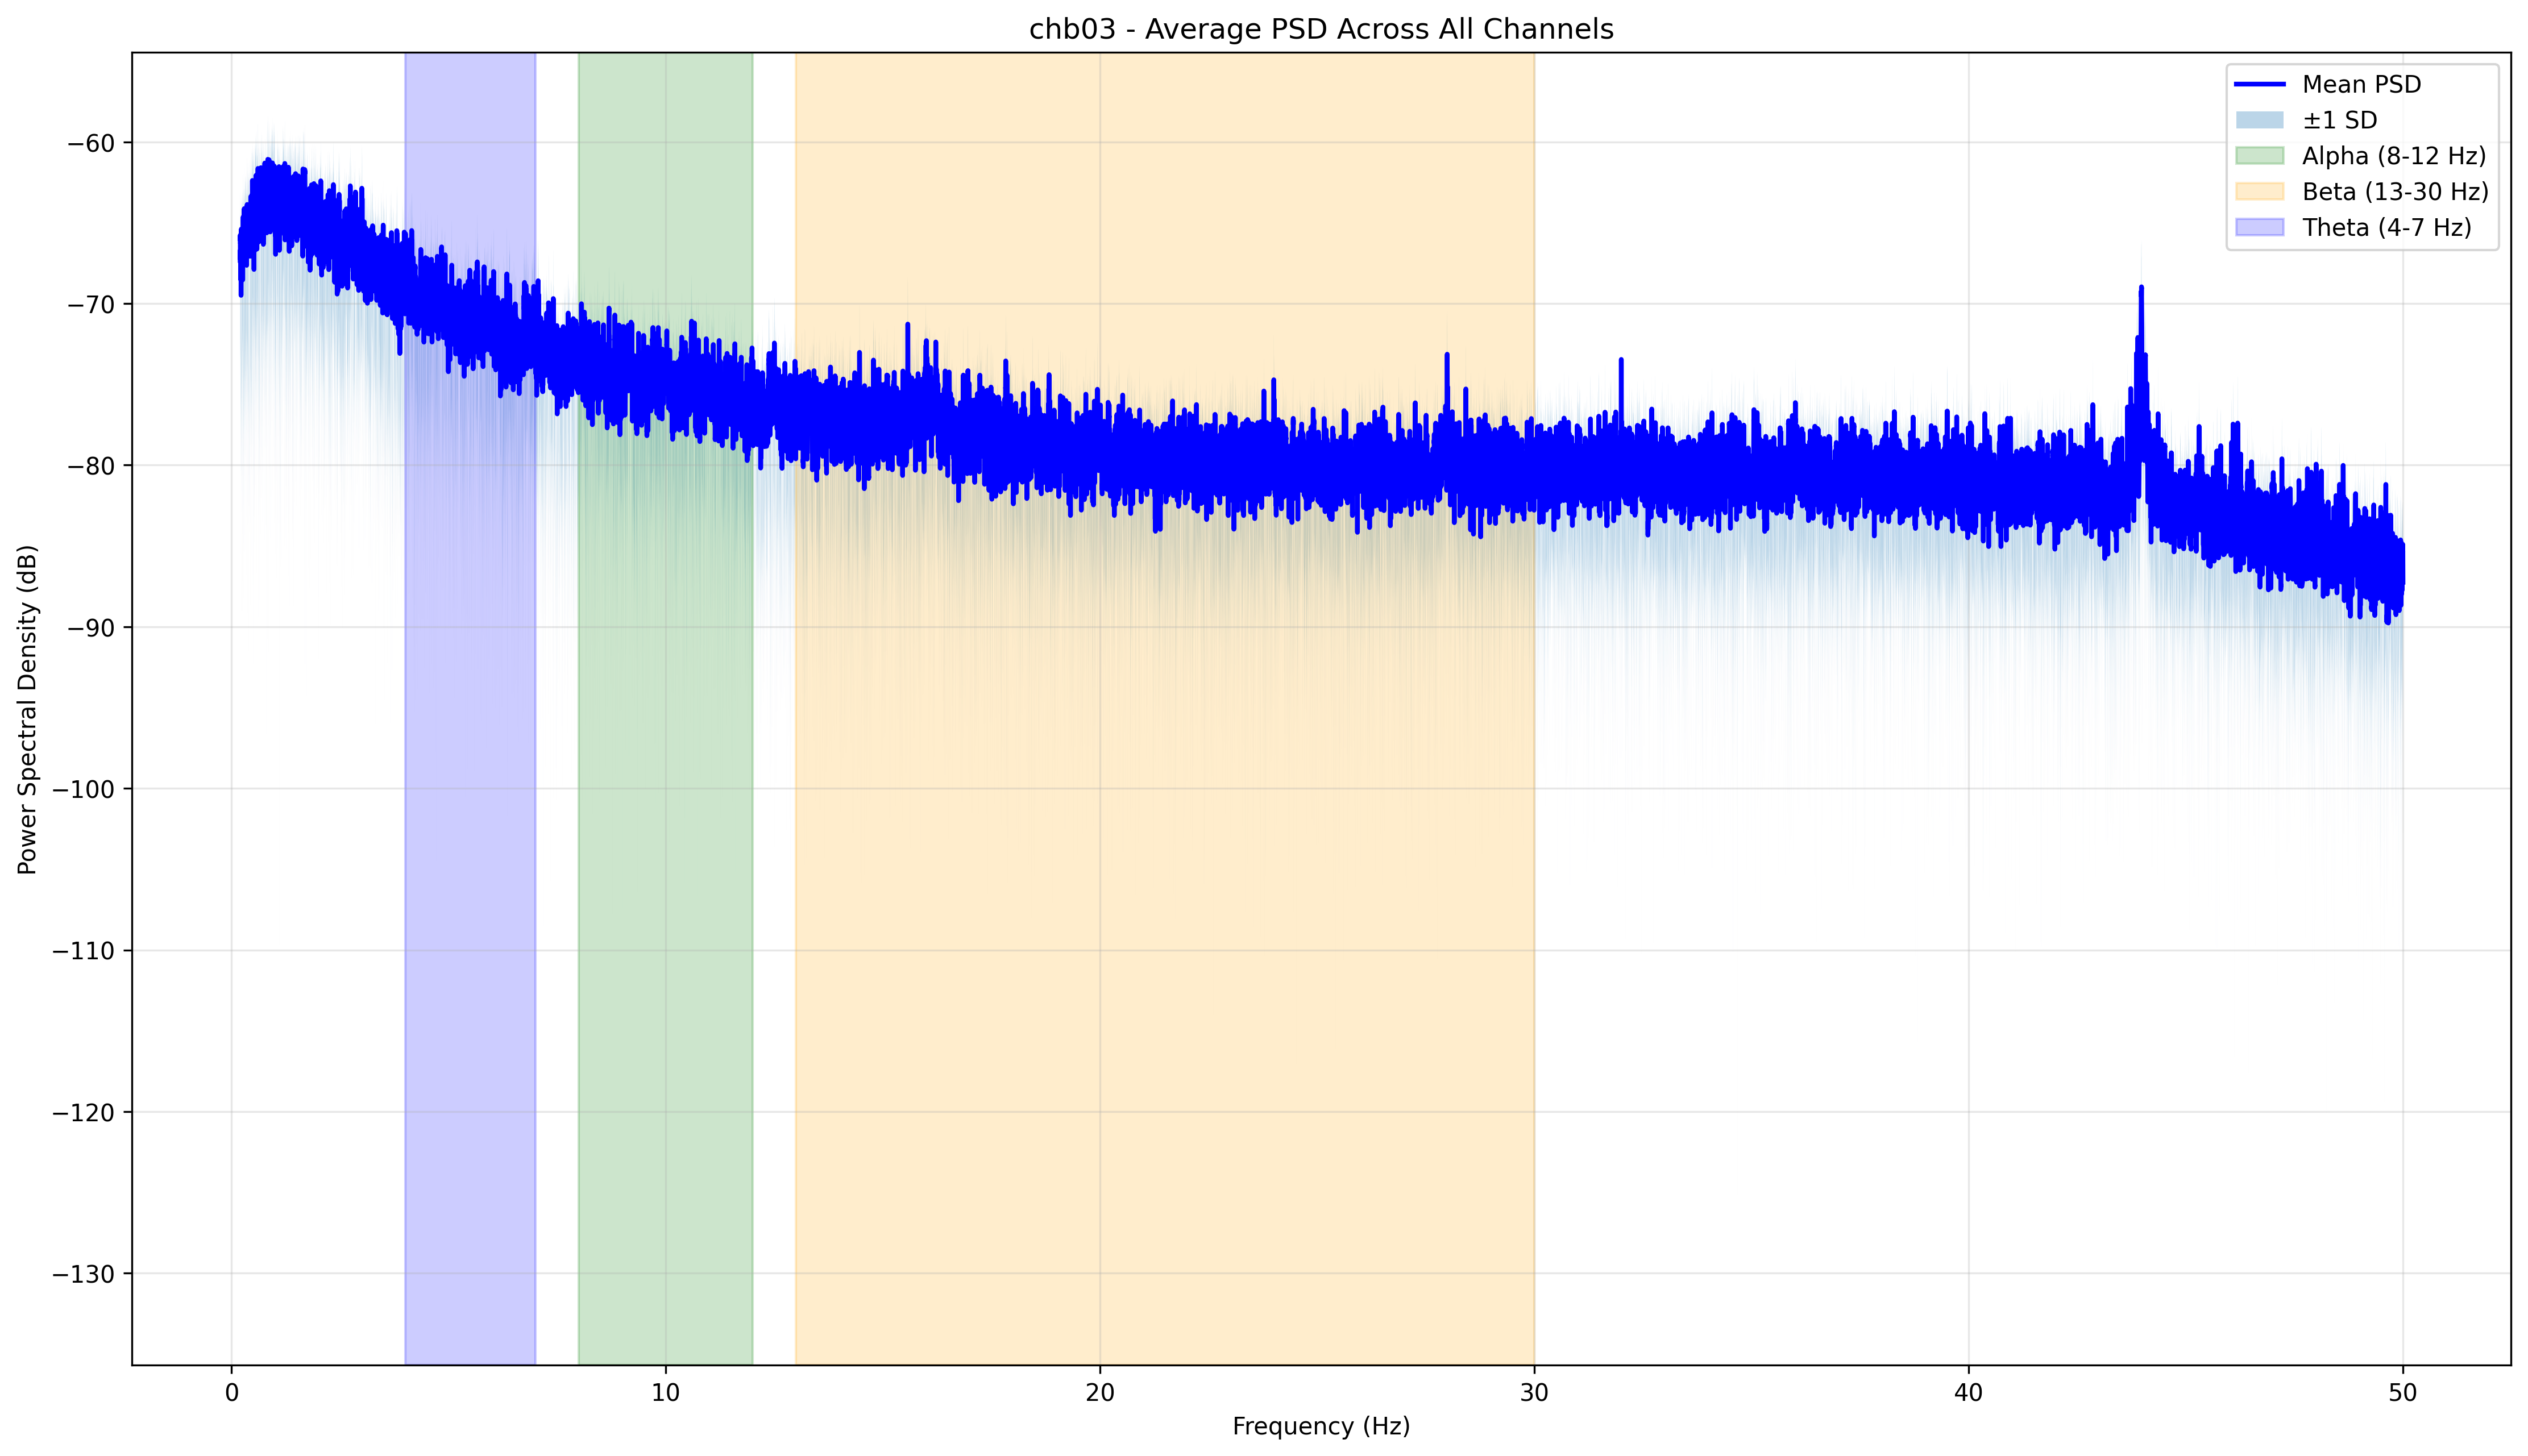 chb03 - Average PSD Across All Channels
Mean PSD
±1 SD
Alpha (8-12 Hz)
Beta (13-30 Hz)
Theta (4-7 Hz)
Power Spectral Density (dB)
−60
−70
−80
−90
−100
−110
−120
−130
0
10
20
30
40
50
Frequency (Hz)